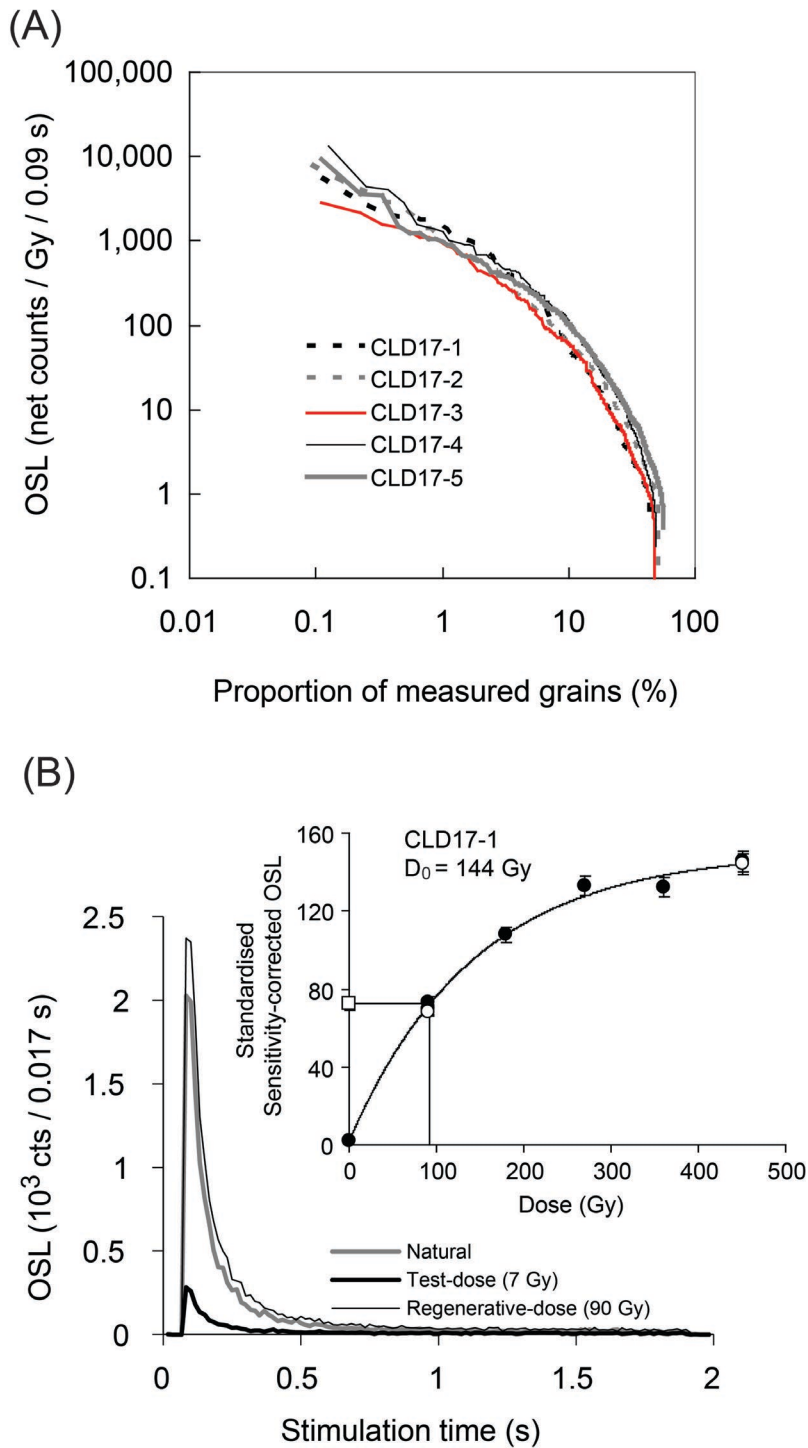 (A)
OSL (net counts / Gy / 0.09 s)
100,000
10,000
1,000
100
10
1
0.1
CLD17-1
CLD17-2
CLD17-3
CLD17-4
CLD17-5
0.01 0.1 1 10 100
Proportion of measured grains (%)
(B)
OSL (10³ cts / 0.017 s)
2.5
2
1.5
1
0.5
0
Standardised
Sensitivity-corrected OSL
160
120
80
40
0
CLD17-1
D₀ = 144 Gy
0 100 200 300 400 500
Dose (Gy)
Natural
Test-dose (7 Gy)
Regenerative-dose (90 Gy)
0 0.5 1 1.5 2
Stimulation time (s)